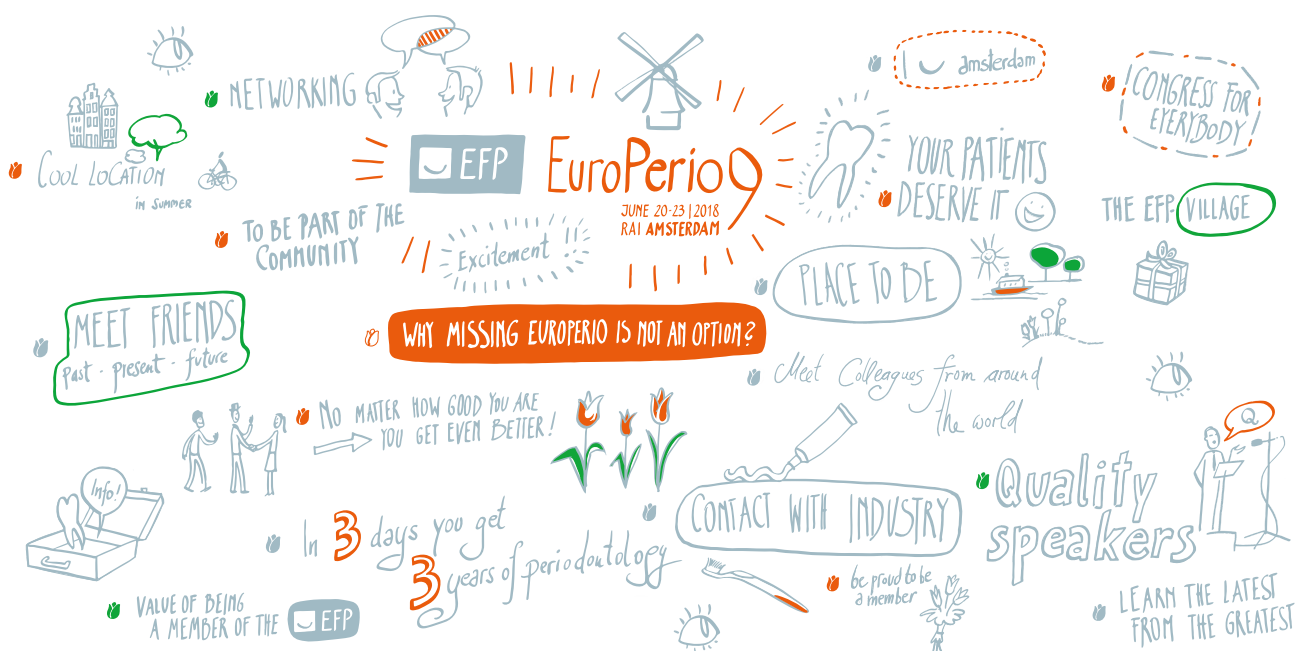 NETWORKING
COOL LOCATION
IN SUMMER
TO BE PART OF THE
COMMUNITY
EFP
EuroPerio9
JUNE 20-23 | 2018
RAI AMSTERDAM
Excitement !!
I amsterdam
CONGRESS FOR
EVERYBODY
YOUR PATIENTS
DESERVE IT
THE EFP-VILLAGE
PLACE TO BE
MEET FRIENDS
past - present - future
WHY MISSING EUROPERIO IS NOT AN OPTION?
Meet Colleagues from around
the world
NO MATTER HOW GOOD YOU ARE
YOU GET EVEN BETTER!
Info!
In 3 days you get
3 years of periodontology
CONTACT WITH INDUSTRY
Q
Quality
speakers
VALUE OF BEING
A MEMBER OF THE EFP
be proud to be
a member
LEARN THE LATEST
FROM THE GREATEST